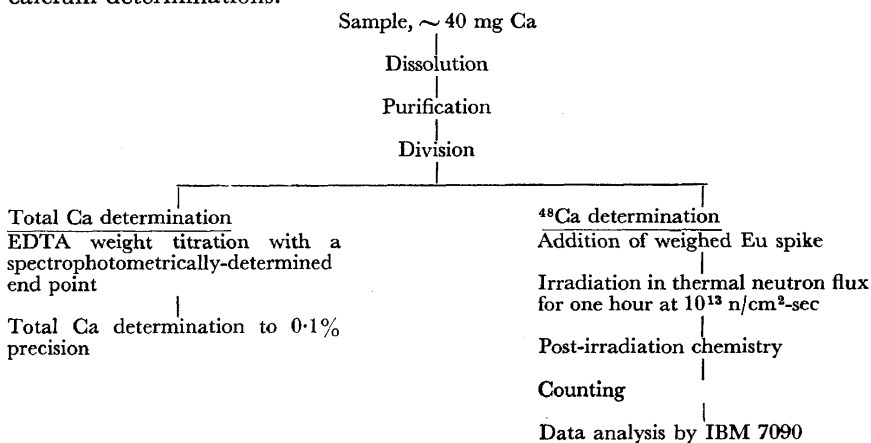 calcium determinations.
Sample, ~ 40 mg Ca
Dissolution
Purification
Division
Total Ca determination
EDTA weight titration with a
spectrophotometrically-determined
end point
Total Ca determination to 0·1%
precision
⁴⁸Ca determination
Addition of weighed Eu spike
Irradiation in thermal neutron flux
for one hour at 10¹³ n/cm²-sec
Post-irradiation chemistry
Counting
Data analysis by IBM 7090